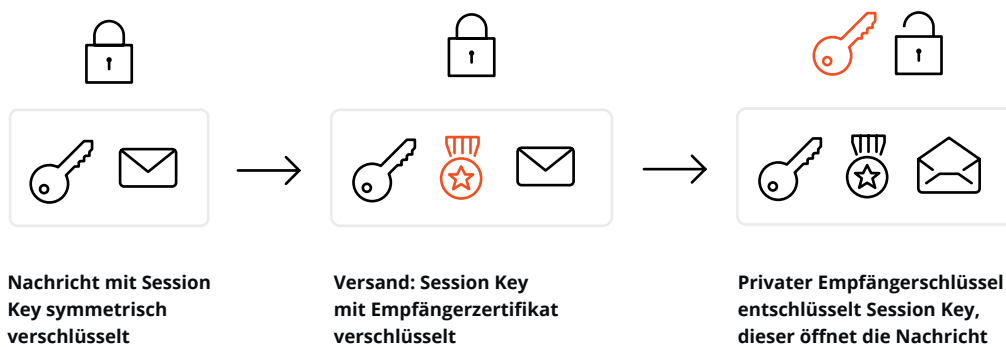 Nachricht mit Session
Key symmetrisch
verschlüsselt
Versand: Session Key
mit Empfängerzertifikat
verschlüsselt
Privater Empfängerschlüssel
entschlüsselt Session Key,
dieser öffnet die Nachricht